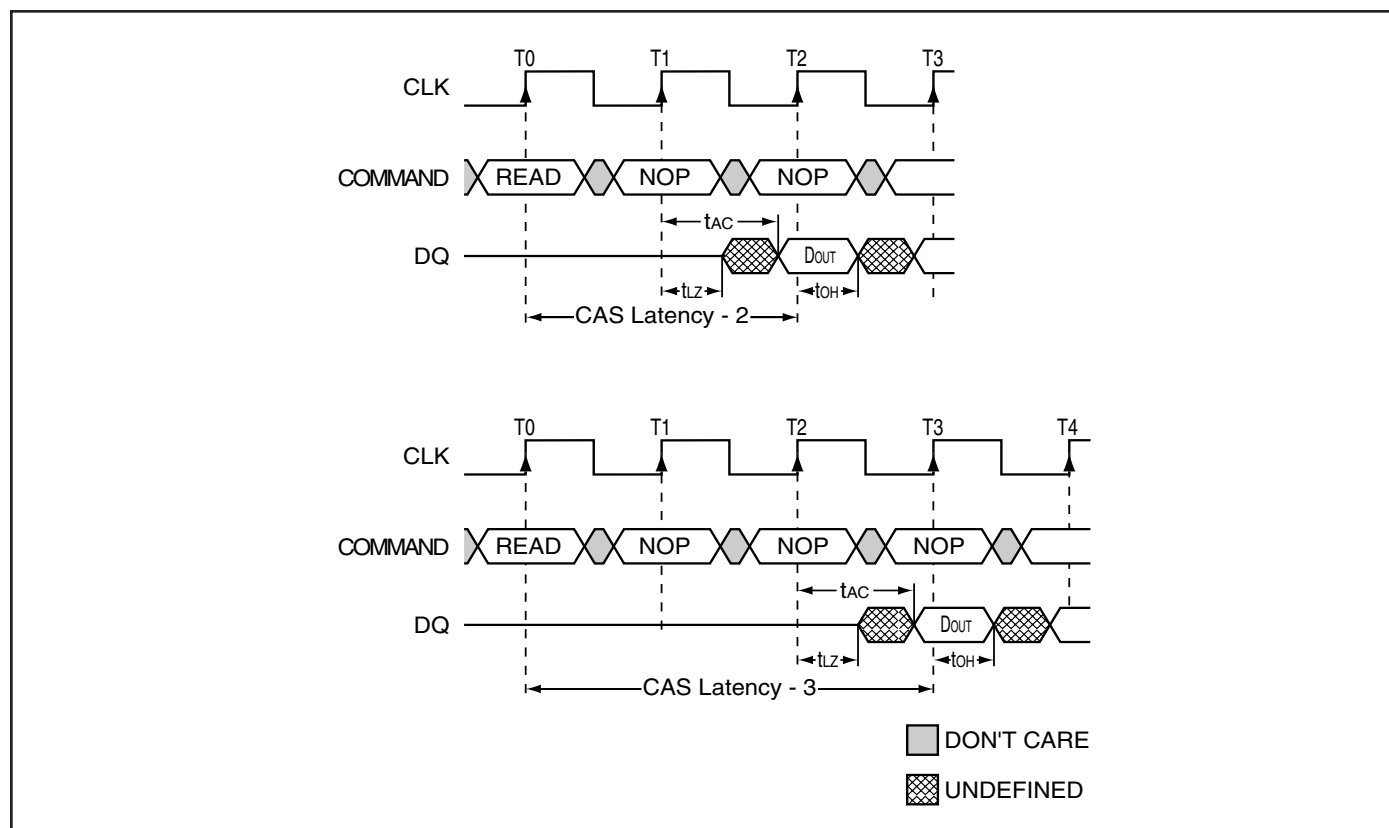 T0 T1 T2 T3
CLK
COMMAND READ NOP NOP
tAC
DQ DOUT
tLZ tOH
CAS Latency - 2
T0 T1 T2 T3 T4
CLK
COMMAND READ NOP NOP NOP
tAC
DQ DOUT
tLZ tOH
CAS Latency - 3
DON'T CARE
UNDEFINED